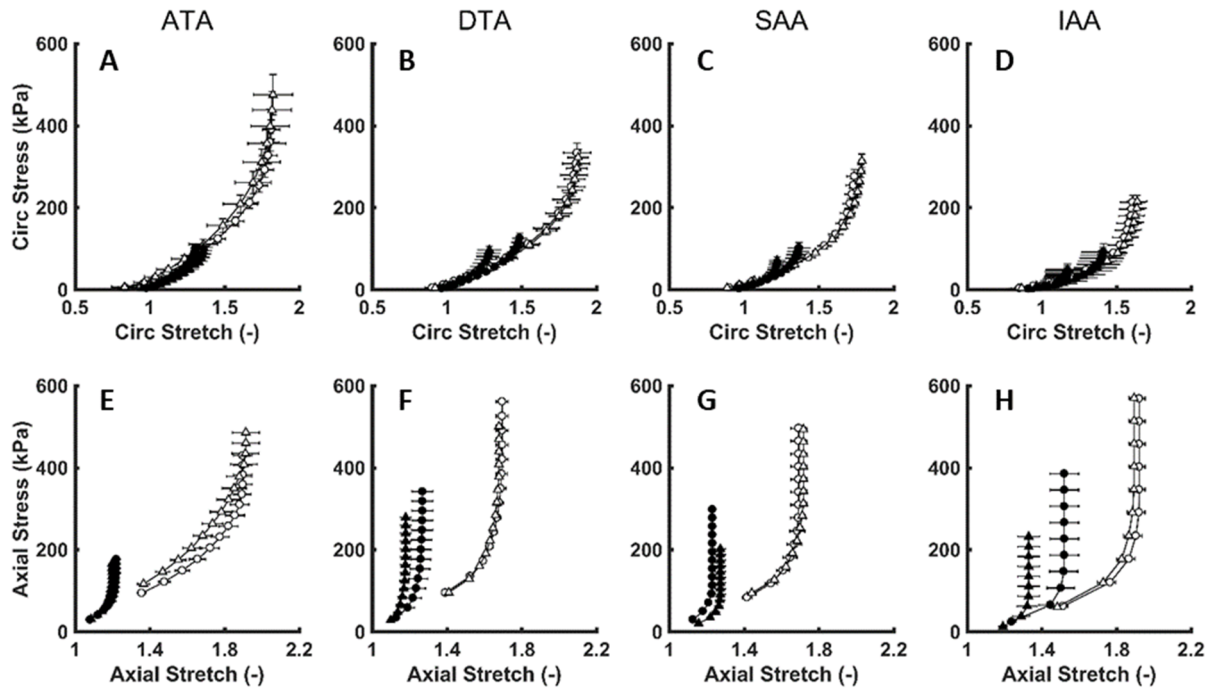 ATA DTA SAA IAA
A B C D
Circ Stress (kPa)
600 600 600 600
400 400 400 400
200 200 200 200
0 0 0 0
0.5 1 1.5 2 0.5 1 1.5 2 0.5 1 1.5 2 0.5 1 1.5 2
Circ Stretch (-) Circ Stretch (-) Circ Stretch (-) Circ Stretch (-)
E F G H
Axial Stress (kPa)
600 600 600 600
400 400 400 400
200 200 200 200
0 0 0 0
1 1.4 1.8 2.2 1 1.4 1.8 2.2 1 1.4 1.8 2.2 1 1.4 1.8 2.2
Axial Stretch (-) Axial Stretch (-) Axial Stretch (-) Axial Stretch (-)